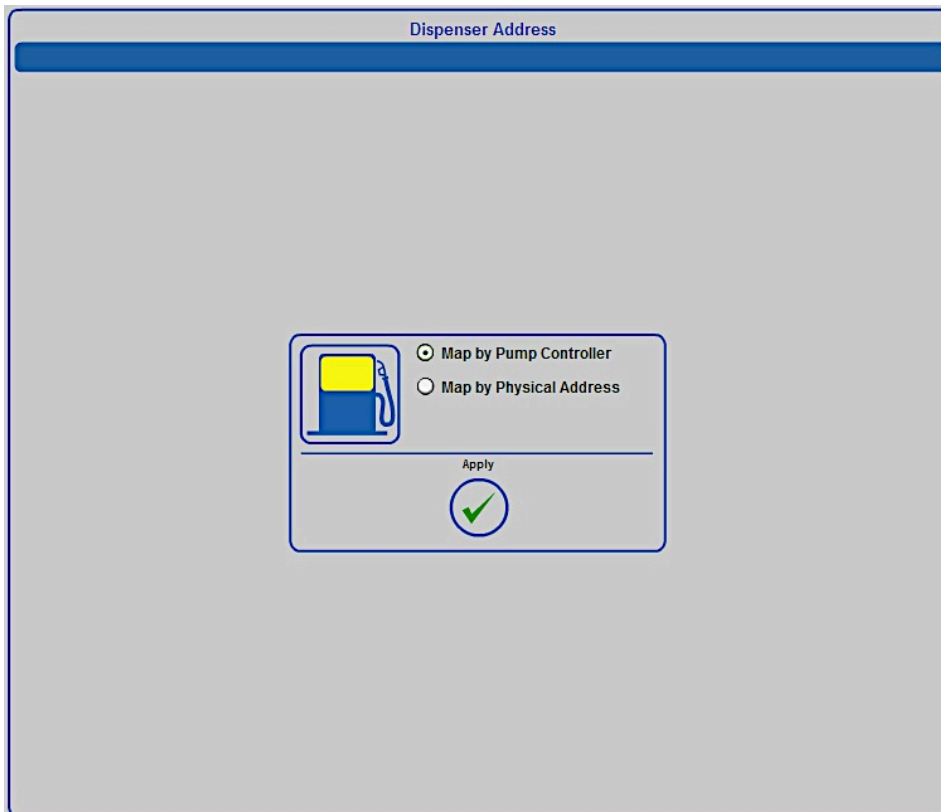 Dispenser Address
Map by Pump Controller
Map by Physical Address
Apply